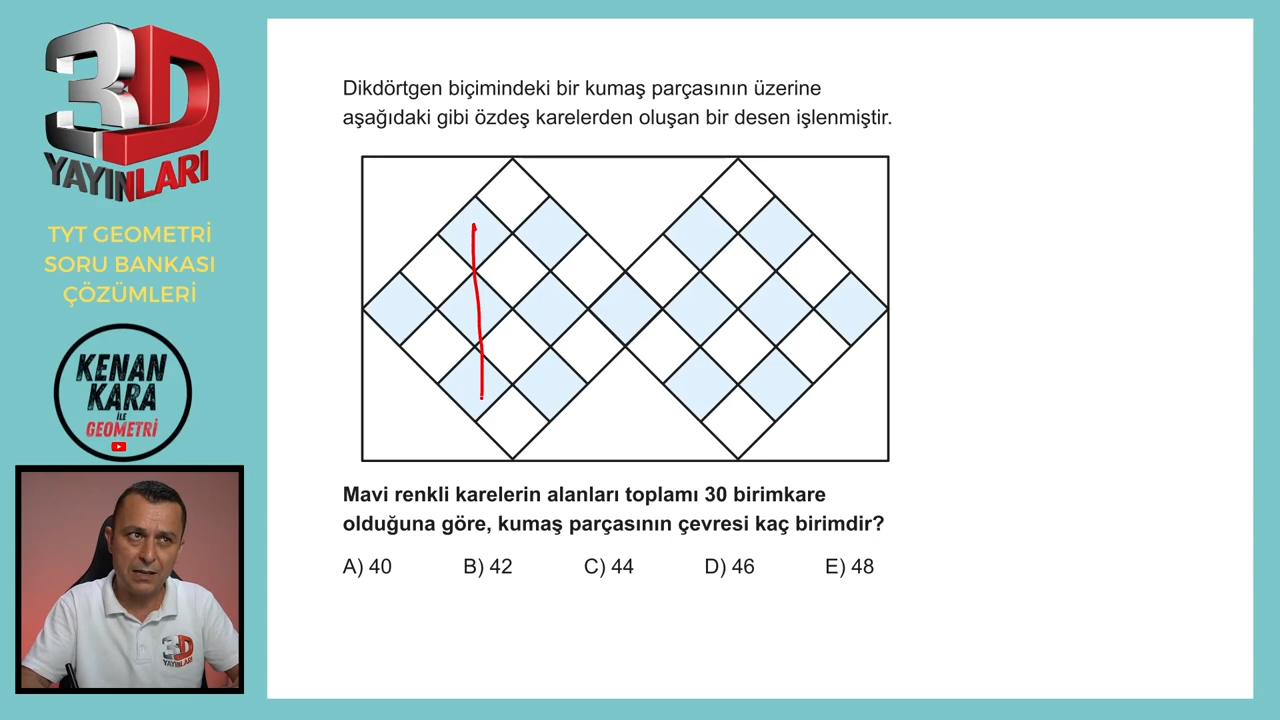 3D
YAYINLARI
TYT GEOMETRİ
SORU BANKASI
ÇÖZÜMLERİ
KENAN
KARA
İLE
GEOMETRİ
3D
YAYINLARI
Dikdörtgen biçimindeki bir kumaş parçasının üzerine
aşağıdaki gibi özdeş karelerden oluşan bir desen işlenmiştir.
Mavi renkli karelerin alanları toplamı 30 birimkare
olduğuna göre, kumaş parçasının çevresi kaç birimdir?
A) 40 B) 42 C) 44 D) 46 E) 48